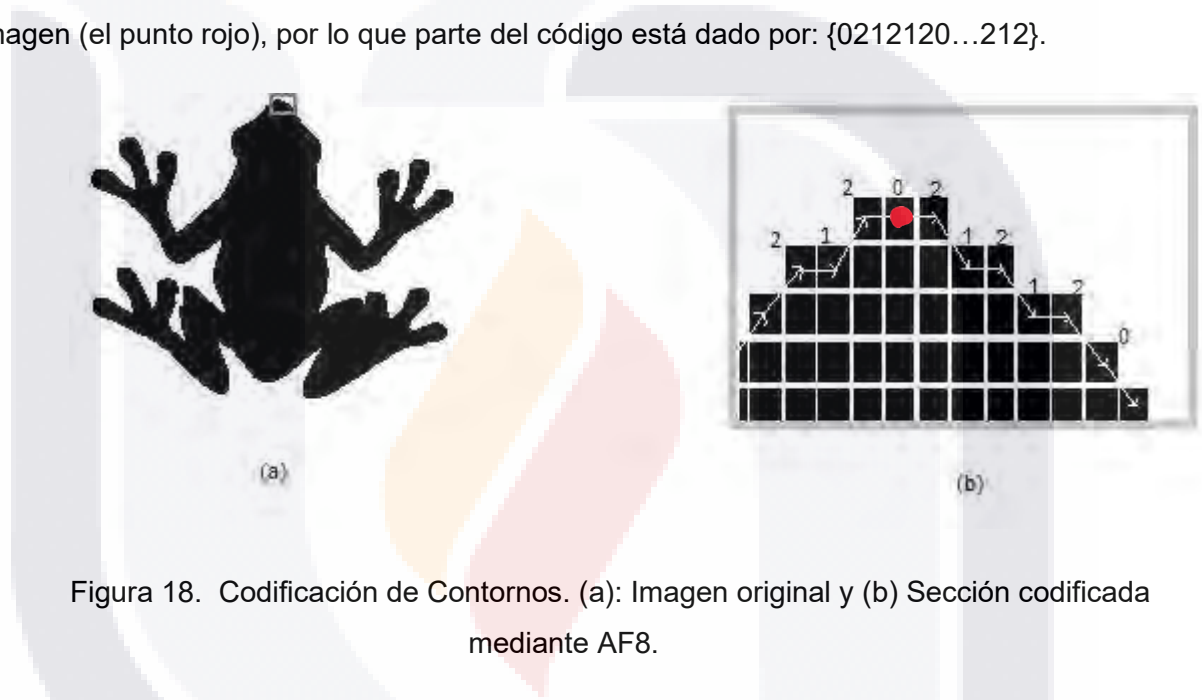 nagen (el punto rojo), por lo que parte del código está dado por: {0212120…212}.
2 0 2
2 1 1 2
1 2
0
(a)
(b)
Figura 18. Codificación de Contornos. (a): Imagen original y (b) Sección codificada
mediante AF8.